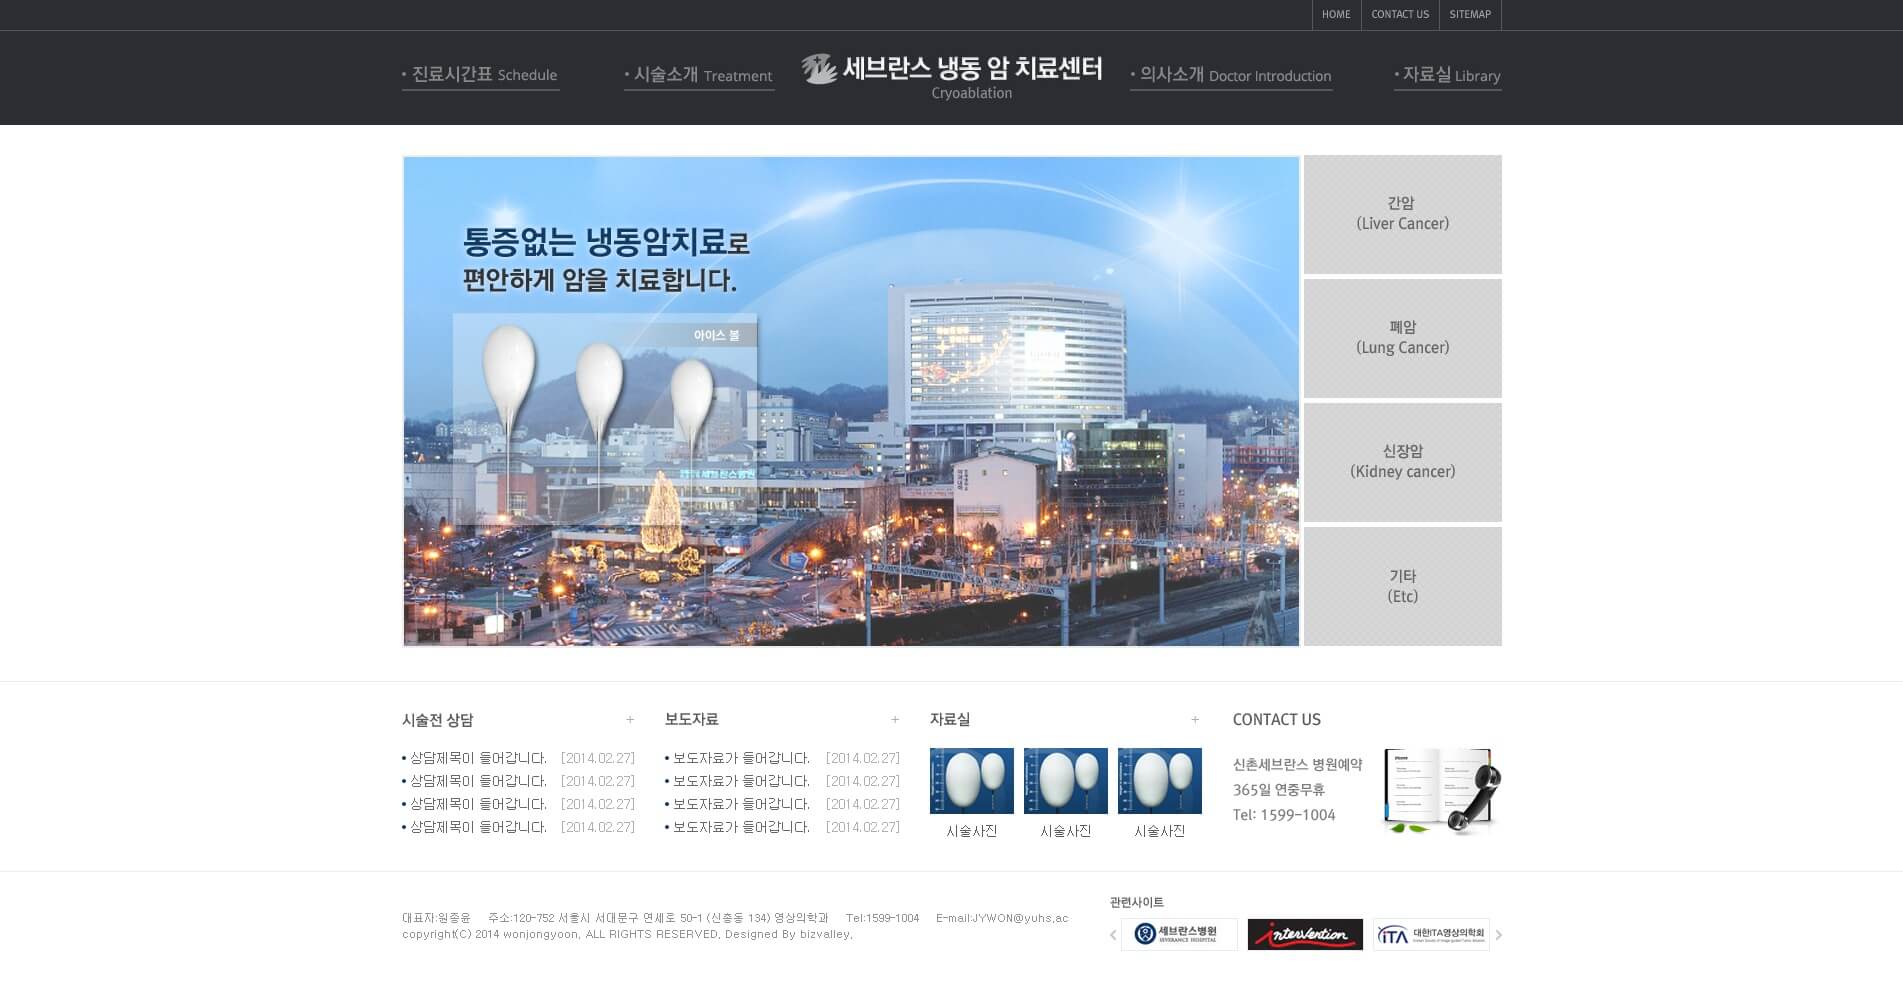 HOME
CONTACT US
SITEMAP
• 진료시간표 Schedule
• 시술소개 Treatment
세브란스 냉동 암 치료센터
Cryoablation
• 의사소개 Doctor Introduction
• 자료실 Library
통증없는 냉동암치료로
편안하게 암을 치료합니다.
아이스 볼
세브란스병원
간암
(Liver Cancer)
폐암
(Lung Cancer)
신장암
(Kidney cancer)
기타
(Etc)
시술전 상담 +
• 상담제목이 들어갑니다. [2014.02.27]
• 상담제목이 들어갑니다. [2014.02.27]
• 상담제목이 들어갑니다. [2014.02.27]
• 상담제목이 들어갑니다. [2014.02.27]
보도자료 +
• 보도자료가 들어갑니다. [2014.02.27]
• 보도자료가 들어갑니다. [2014.02.27]
• 보도자료가 들어갑니다. [2014.02.27]
• 보도자료가 들어갑니다. [2014.02.27]
자료실 +
시술사진
시술사진
시술사진
CONTACT US
신촌세브란스 병원예약
365일 연중무휴
Tel: 1599-1004
대표자:원종윤 주소:120-752 서울시 서대문구 연세로 50-1 (신촌동 134) 영상의학과 Tel:1599-1004 E-mail:JYWON@yuhs.ac
copyright(C) 2014 wonjongyoon. ALL RIGHTS RESERVED. Designed By bizvalley.
관련사이트
세브란스병원
SEVERANCE HOSPITAL
intervention
iTA 대한ITA영상의학회